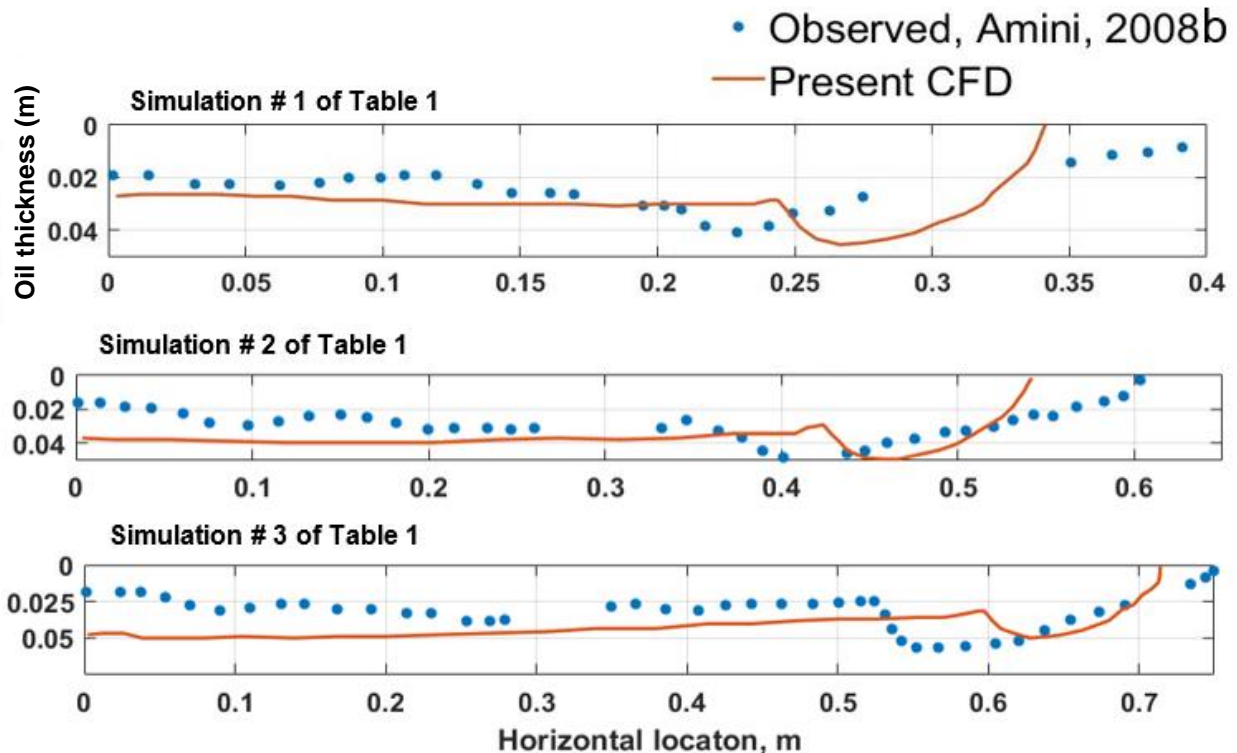 Observed, Amini, 2008b
Present CFD
Oil thickness (m)
Simulation # 1 of Table 1
0
0.02
0.04
0 0.05 0.1 0.15 0.2 0.25 0.3 0.35 0.4
Simulation # 2 of Table 1
0
0.02
0.04
0 0.1 0.2 0.3 0.4 0.5 0.6
Simulation # 3 of Table 1
0
0.025
0.05
0 0.1 0.2 0.3 0.4 0.5 0.6 0.7
Horizontal locaton, m